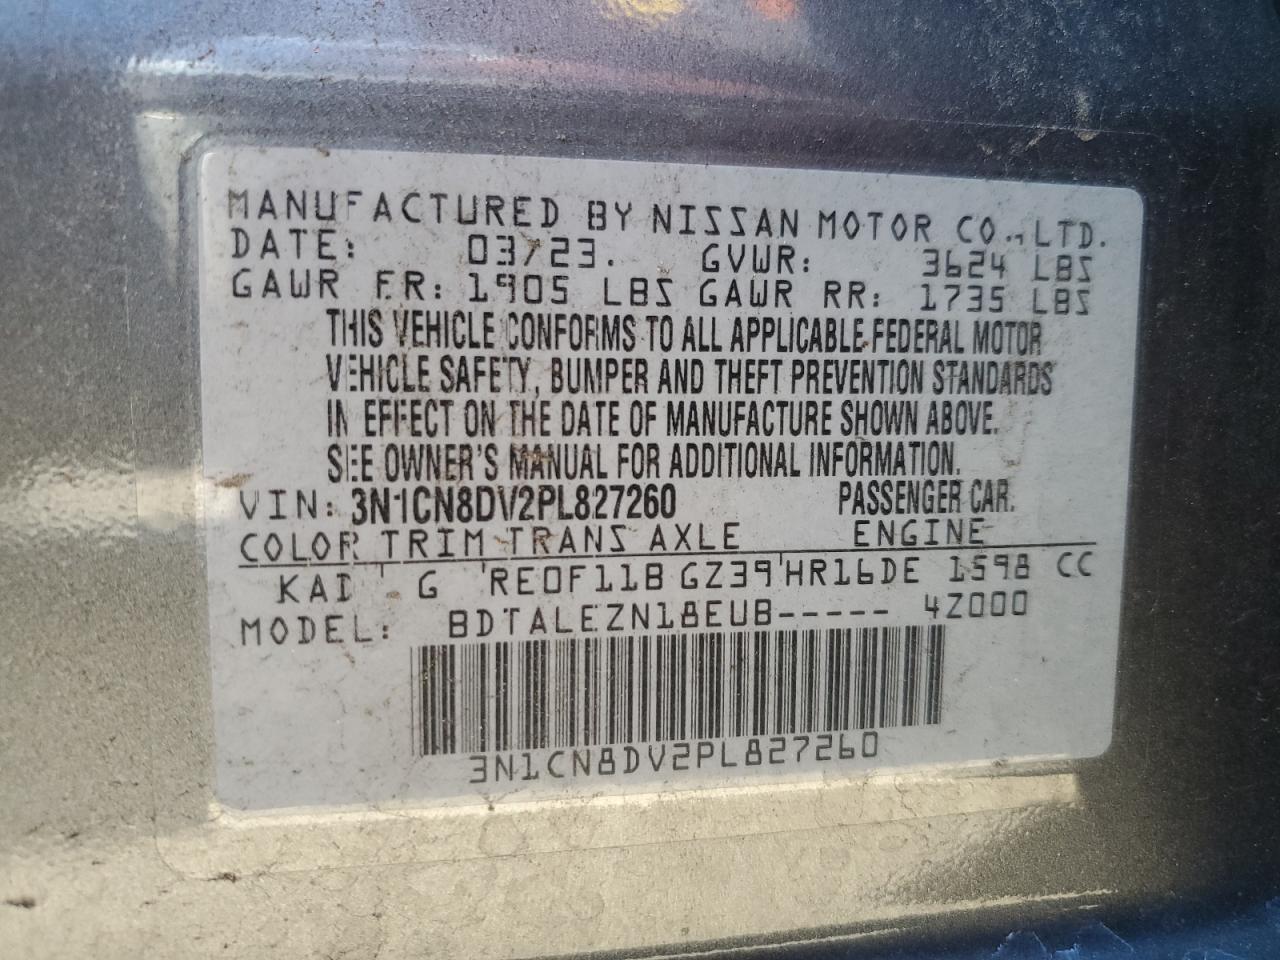 MANUFACTURED BY NISSAN MOTOR CO., LTD.
DATE: 03/23. GVWR: 3624 LBS
GAWR FR: 1905 LBS GAWR RR: 1735 LBS
THIS VEHICLE CONFORMS TO ALL APPLICABLE FEDERAL MOTOR
VEHICLE SAFETY, BUMPER AND THEFT PREVENTION STANDARDS
IN EFFECT ON THE DATE OF MANUFACTURE SHOWN ABOVE.
SEE OWNER'S MANUAL FOR ADDITIONAL INFORMATION.
VIN: 3N1CN8DV2PL827260 PASSENGER CAR.
COLOR TRIM TRANS AXLE ENGINE
KAD G RE0F11B GZ39 HR16DE 1598 CC
MODEL: BDTALEZN18EUB----- 4Z000
3N1CN8DV2PL827260